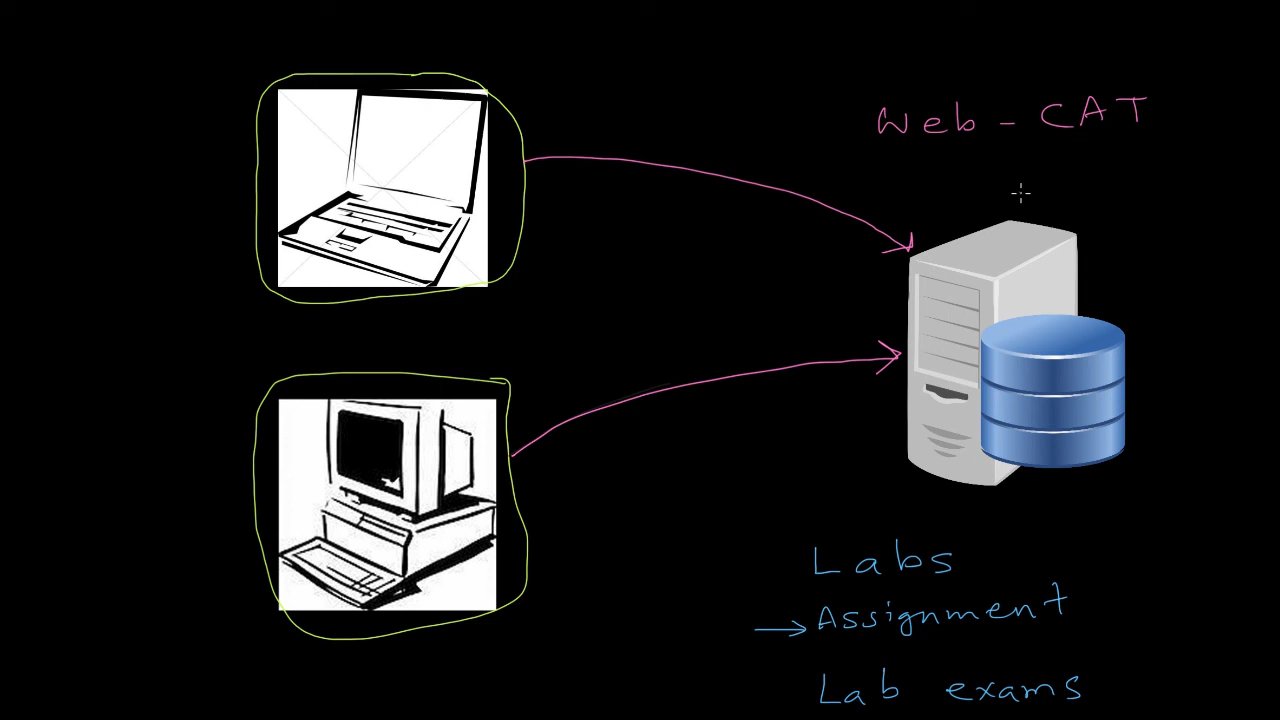 Web - CAT
Labs
→ Assignment
Lab exams